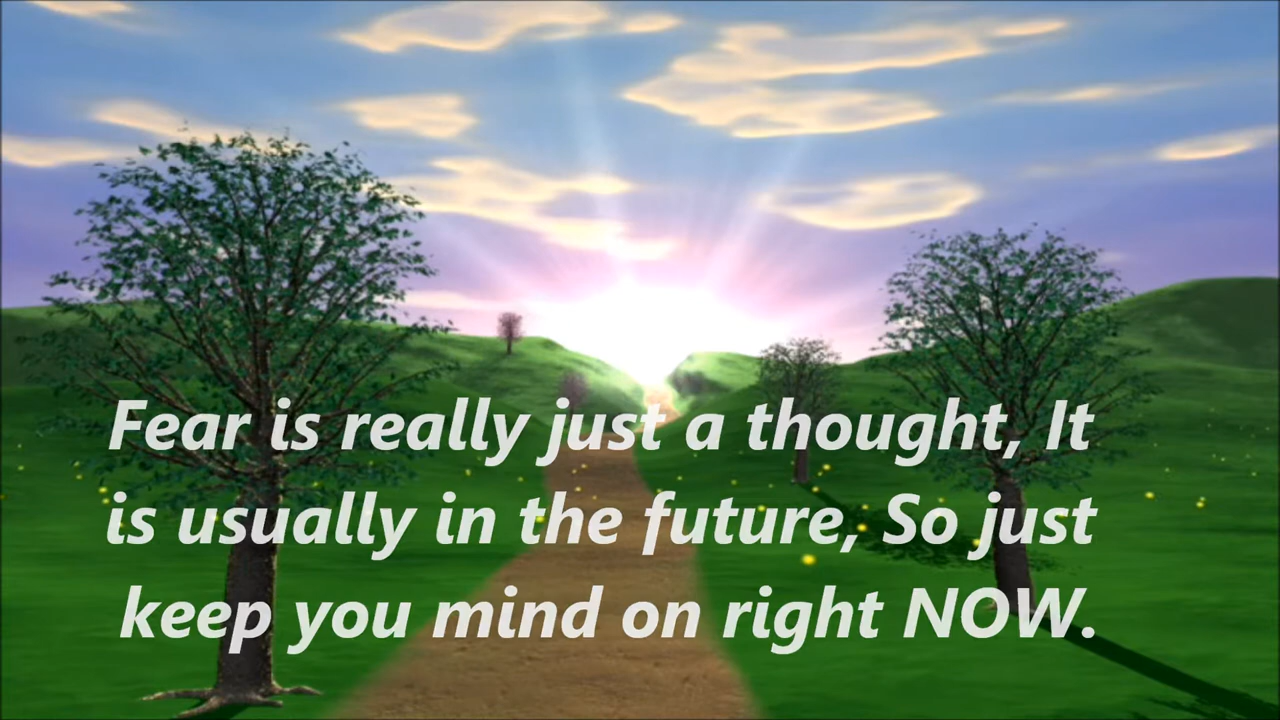 Fear is really just a thought, It
is usually in the future, So just
keep you mind on right NOW.